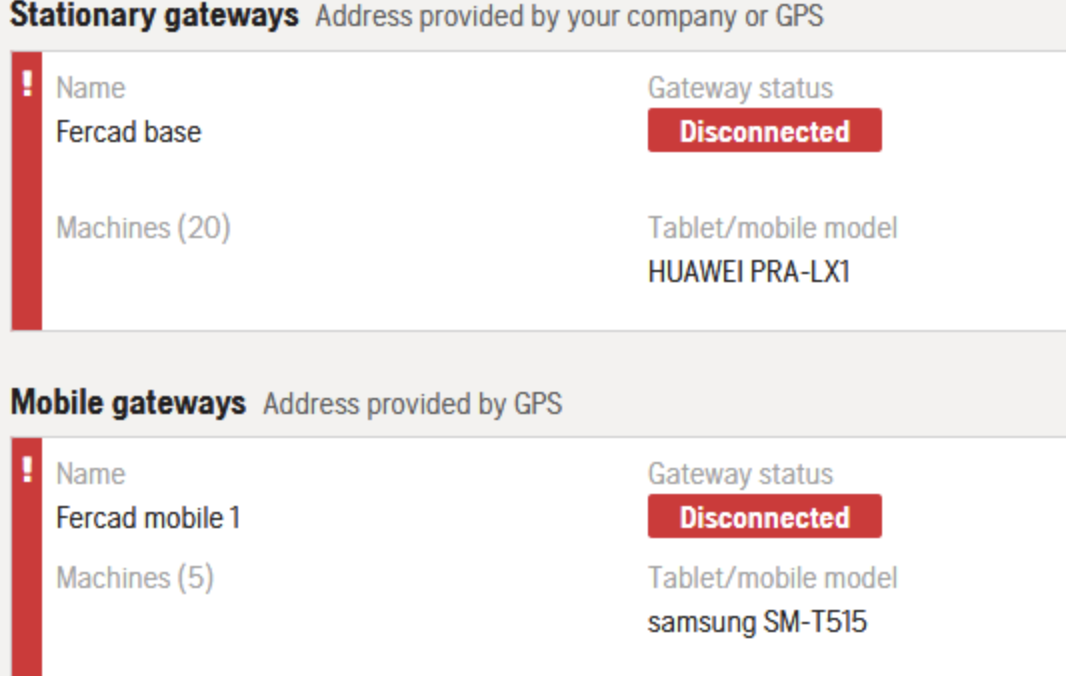 Stationary gateways Address provided by your company or GPS
! Name Gateway status
Fercad base Disconnected
Machines (20) Tablet/mobile model
HUAWEI PRA-LX1
Mobile gateways Address provided by GPS
! Name Gateway status
Fercad mobile 1 Disconnected
Machines (5) Tablet/mobile model
samsung SM-T515